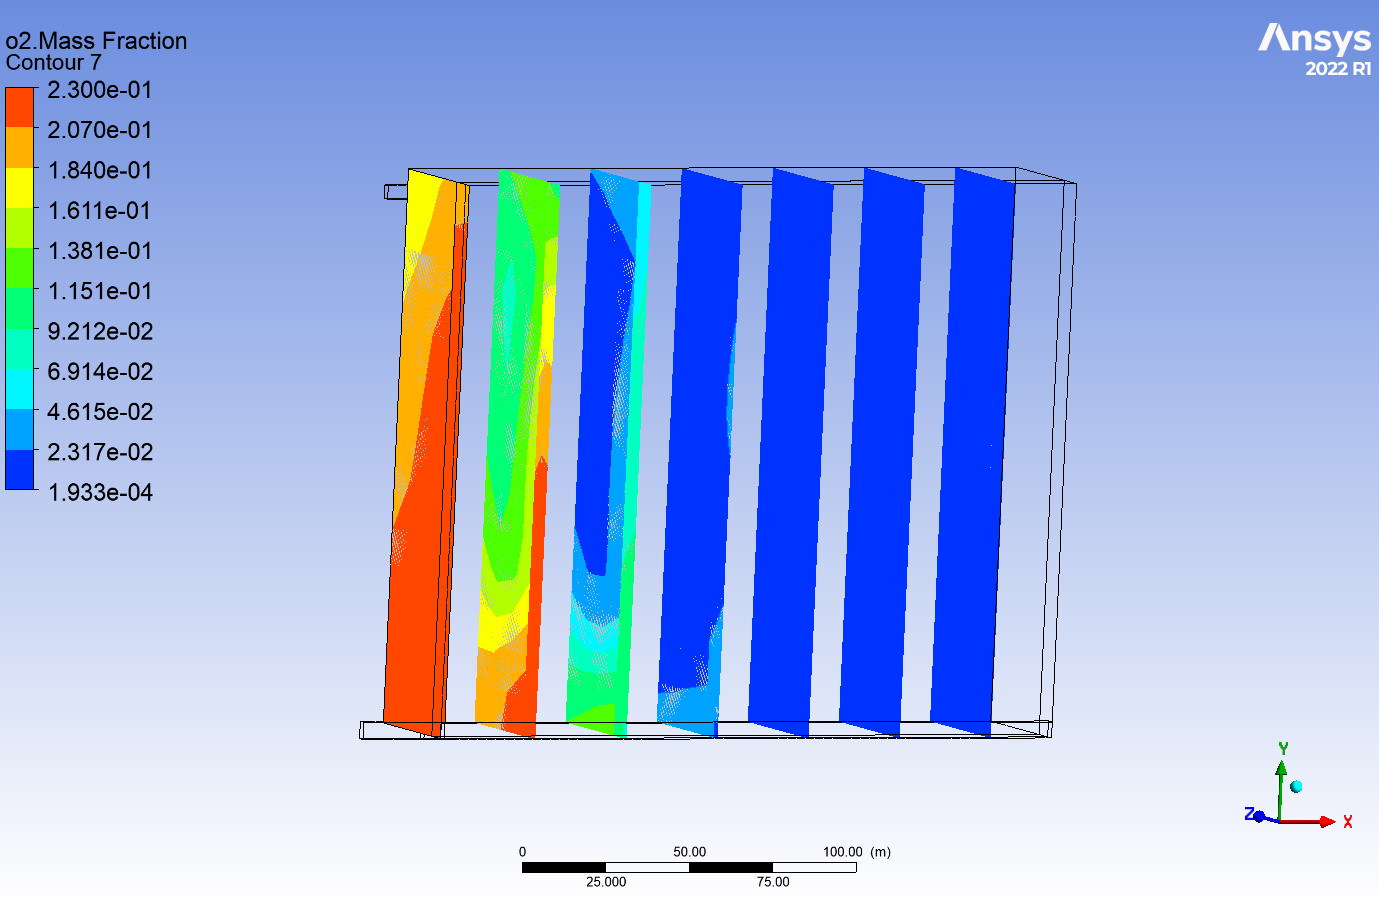 o2.Mass Fraction
Contour 7
2.300e-01
2.070e-01
1.840e-01
1.611e-01
1.381e-01
1.151e-01
9.212e-02
6.914e-02
4.615e-02
2.317e-02
1.933e-04
Ansys
2022 R1
Y
Z
X
0 50.00 100.00 (m)
25.000 75.00